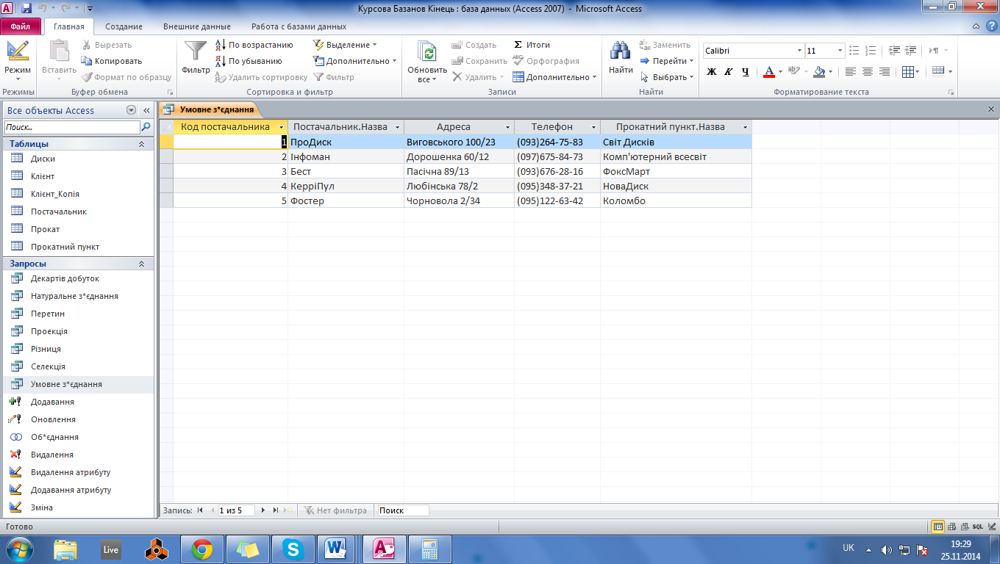 Курсова Базанов Кінець : база данных (Access 2007) - Microsoft Access
Файл Главная Создание Внешние данные Работа с базами данных
Режим
Режимы
Вставить
Вырезать
Копировать
Формат по образцу
Буфер обмена
Фильтр
По возрастанию
По убыванию
Удалить сортировку
Выделение
Дополнительно
Фильтр
Сортировка и фильтр
Обновить
все
Создать
Сохранить
Удалить
Итоги
Орфография
Дополнительно
Записи
Найти
Заменить
Перейти
Выбрать
Найти
Calibri 11
Ж К Ч
Форматирование текста
Все объекты Access
Поиск...
Таблицы
Диски
Клієнт
Клієнт_Копія
Постачальник
Прокат
Прокатний пункт
Запросы
Декартів добуток
Натуральне з*єднання
Перетин
Проекція
Різниця
Селекція
Умовне з*єднання
Додавання
Оновлення
Об*єднання
Видалення
Видалення атрибуту
Додавання атрибуту
Зміна
Умовне з*єднання
Код постачальника Постачальник.Назва Адреса Телефон Прокатний пункт.Назва
1 ПроДиск Виговського 100/23 (093)264-75-83 Світ Дисків
2 Інфоман Дорошенка 60/12 (097)675-84-73 Комп'ютерний всесвіт
3 Бест Пасічна 89/13 (093)676-28-16 ФоксМарт
4 КерріПул Любінська 78/2 (095)348-37-21 НоваДиск
5 Фостер Чорновола 2/34 (095)122-63-42 Коломбо
Запись: 1 из 5 Нет фильтра Поиск
Готово
SQL
Live
UK
19:29
25.11.2014